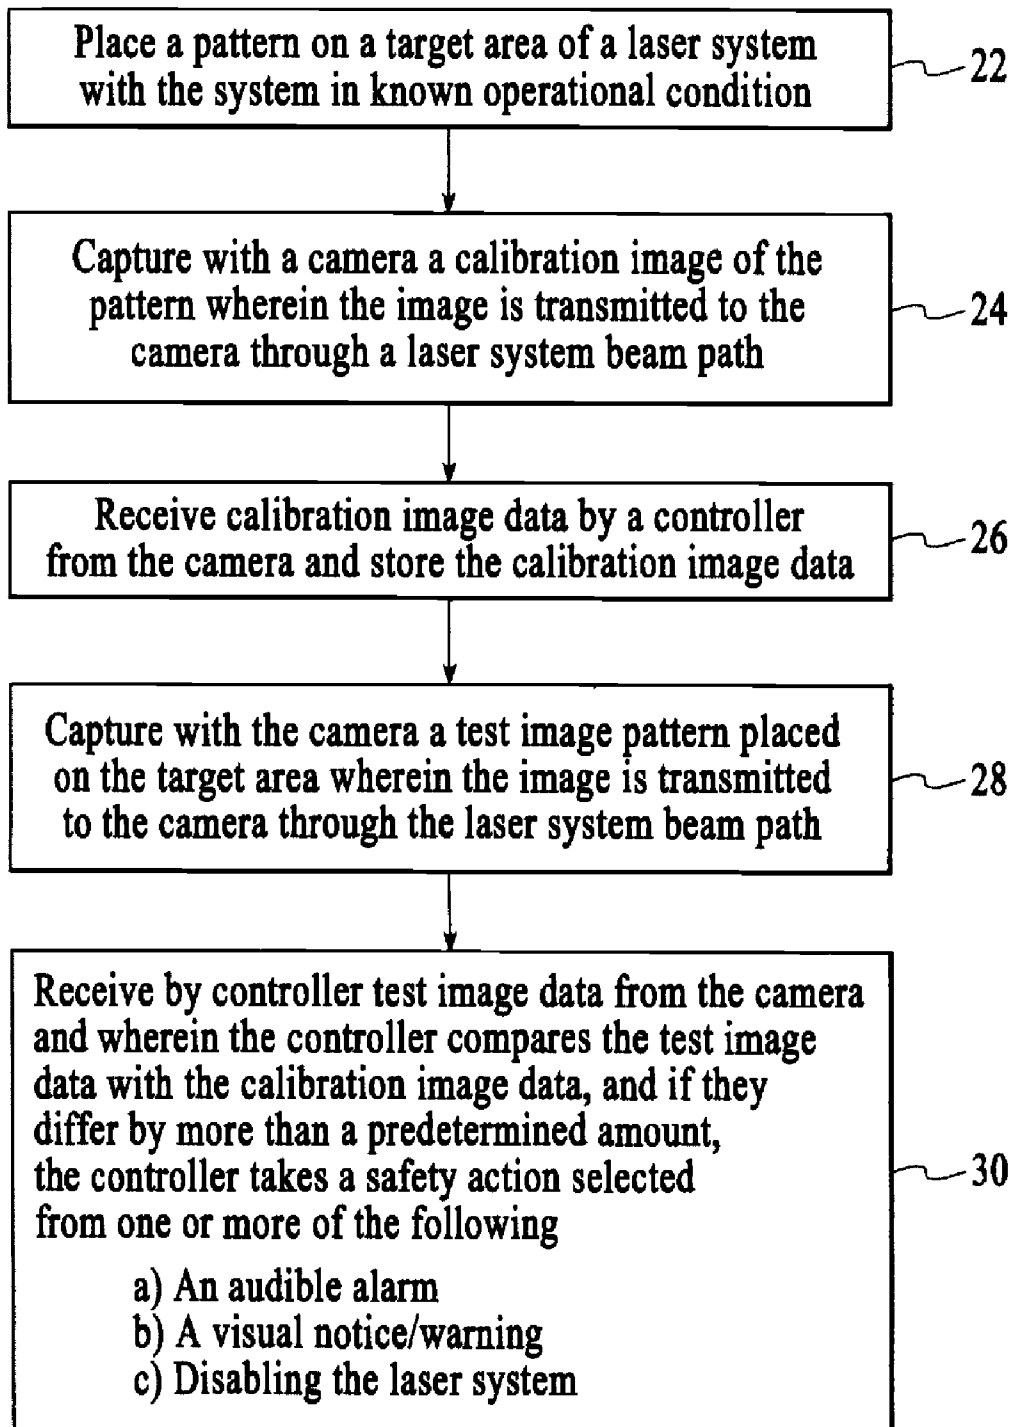 Place a pattern on a target area of a laser system
with the system in known operational condition
22
Capture with a camera a calibration image of the
pattern wherein the image is transmitted to the
camera through a laser system beam path
24
Receive calibration image data by a controller
from the camera and store the calibration image data
26
Capture with the camera a test image pattern placed
on the target area wherein the image is transmitted
to the camera through the laser system beam path
28
Receive by controller test image data from the camera
and wherein the controller compares the test image
data with the calibration image data, and if they
differ by more than a predetermined amount,
the controller takes a safety action selected
from one or more of the following
a) An audible alarm
b) A visual notice/warning
c) Disabling the laser system
30